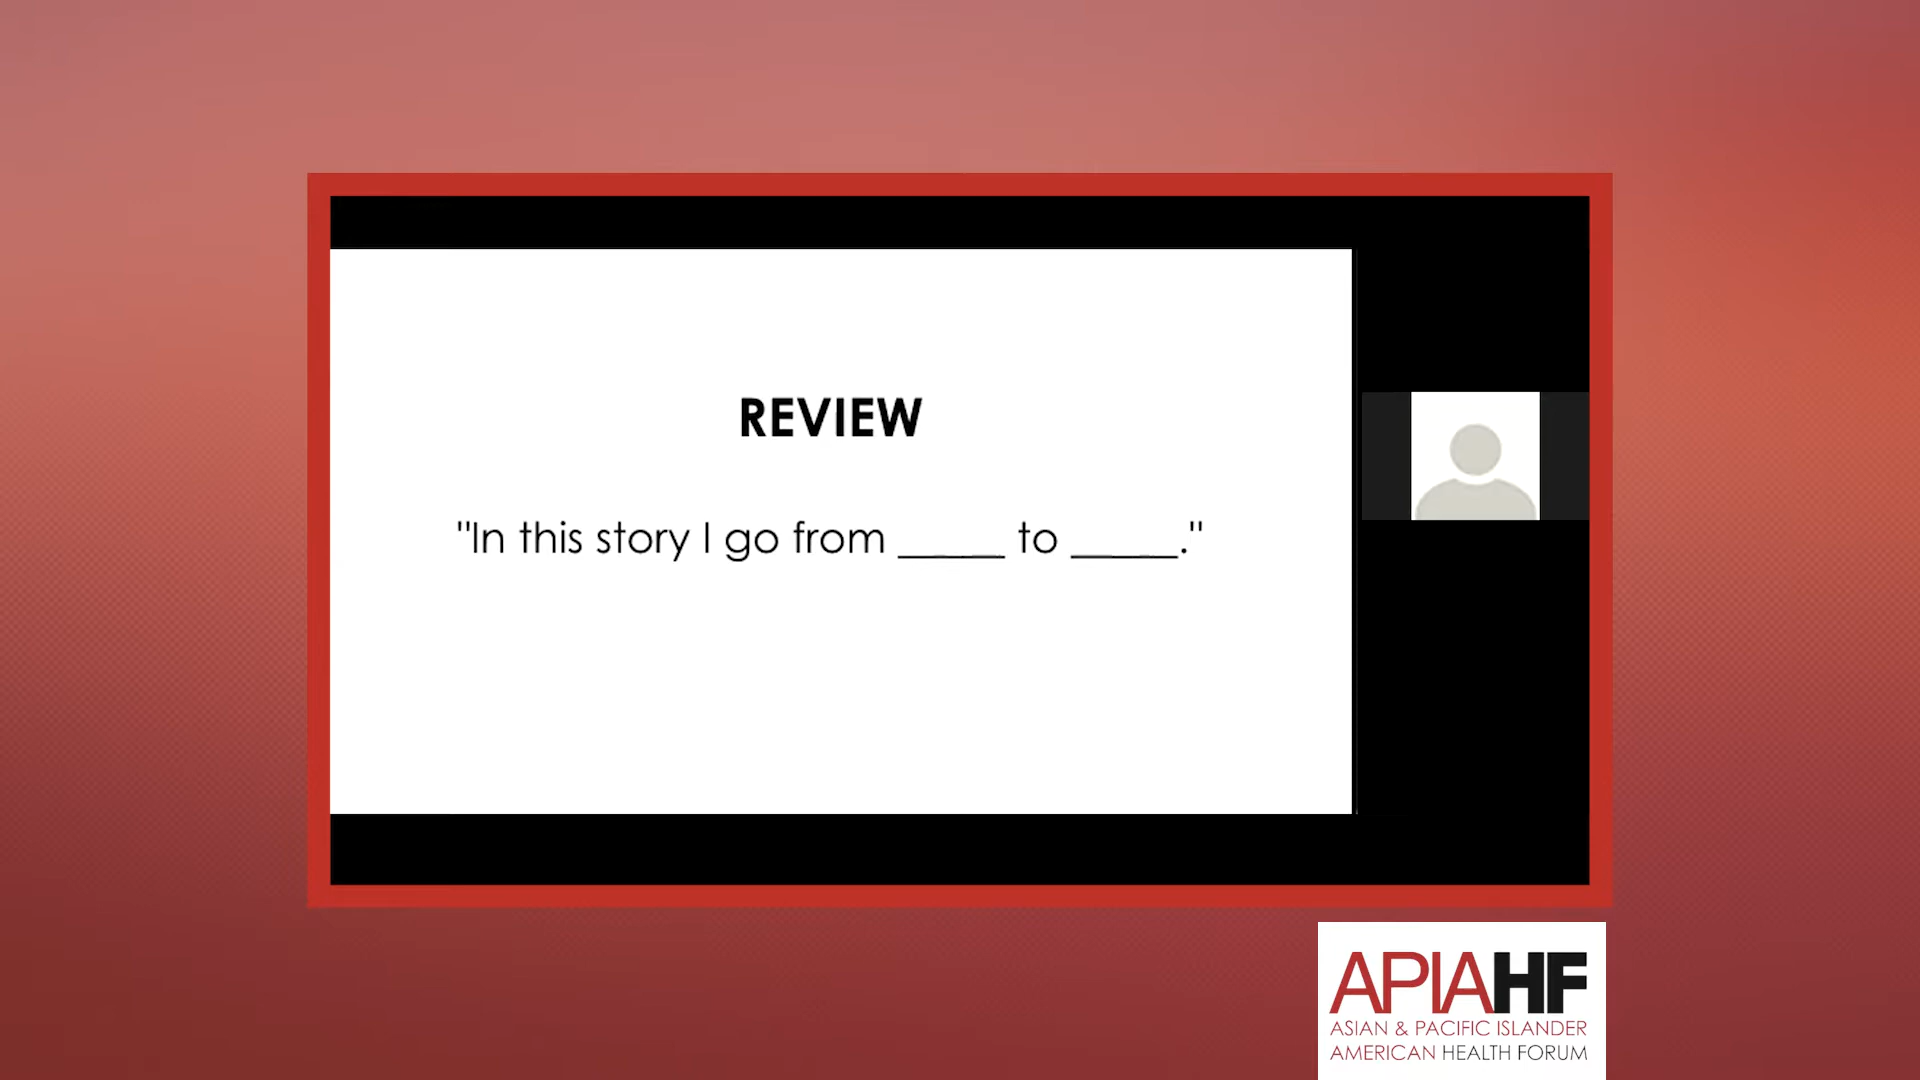 REVIEW
"In this story I go from _____ to _____."
APIAHF
ASIAN & PACIFIC ISLANDER
AMERICAN HEALTH FORUM